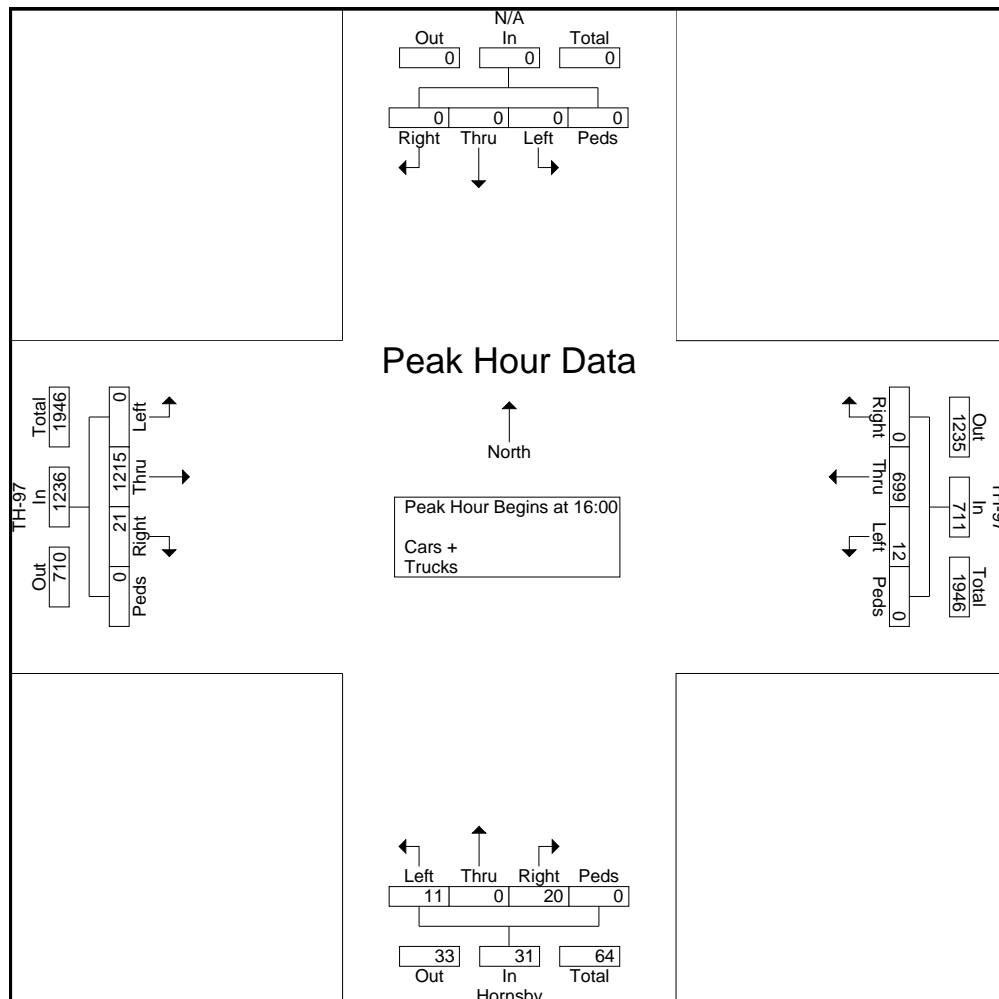 N/A
Out In Total
0 0 0
0 0 0 0
Right Thru Left Peds
Peak Hour Data
North
Peak Hour Begins at 16:00
Cars +
Trucks
TH-97
Total In Out
1946 1236 710
0 1215 21 0
Left Thru Right Peds
Right Thru Left Peds
0 699 12 0
Out In Total
1235 711 1946
TH-97
Left Thru Right Peds
11 0 20 0
33 31 64
Out In Total
Hornsby